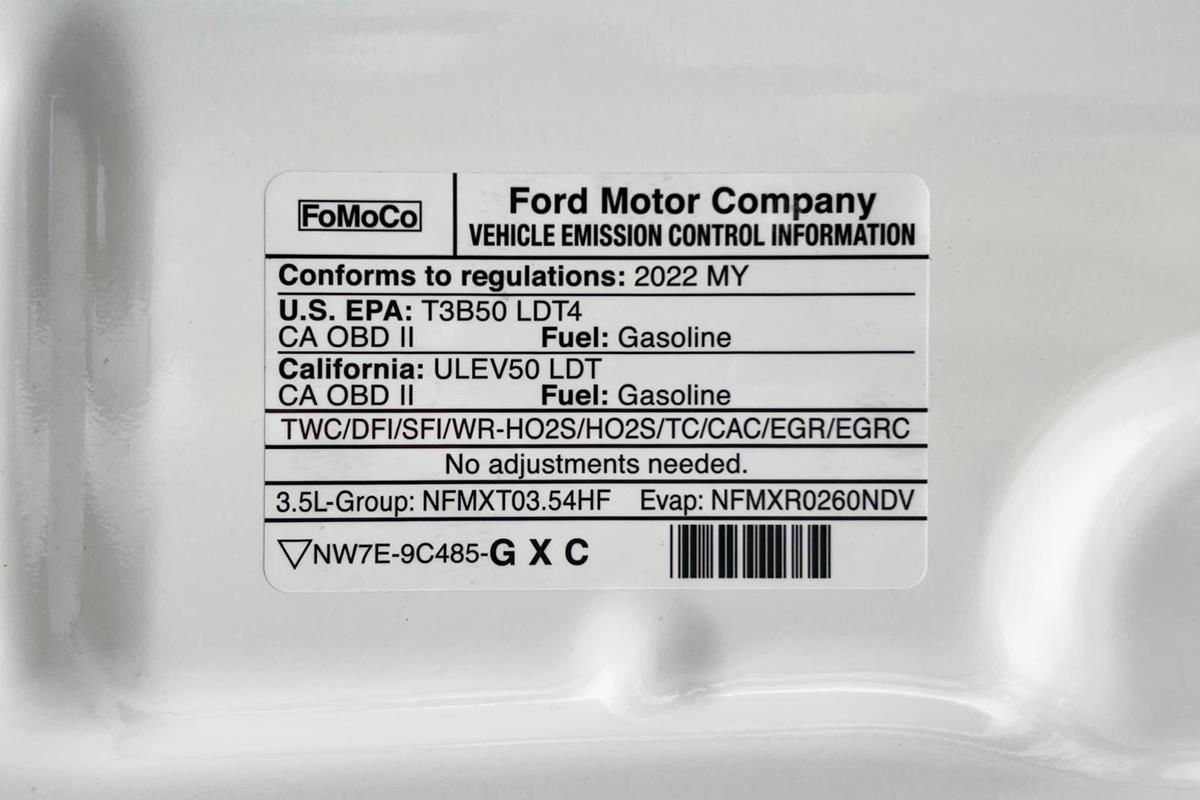 FoMoCo
Ford Motor Company
VEHICLE EMISSION CONTROL INFORMATION
Conforms to regulations: 2022 MY
U.S. EPA: T3B50 LDT4
CA OBD II Fuel: Gasoline
California: ULEV50 LDT
CA OBD II Fuel: Gasoline
TWC/DFI/SFI/WR-HO2S/HO2S/TC/CAC/EGR/EGRC
No adjustments needed.
3.5L-Group: NFMXT03.54HF Evap: NFMXR0260NDV
NW7E-9C485-G X C